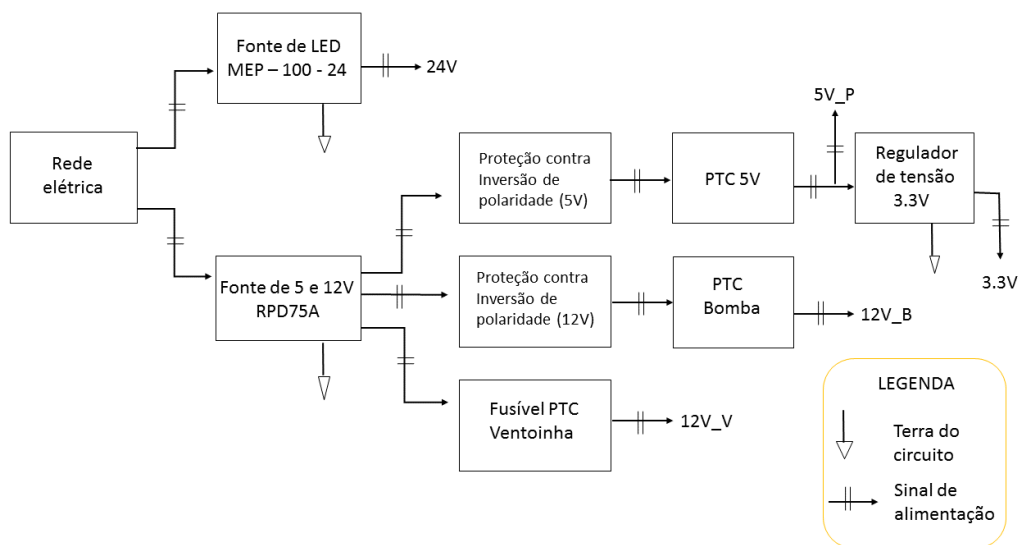 Fonte de LED
MEP – 100 - 24
24V
Rede
elétrica
5V_P
Proteção contra
Inversão de
polaridade (5V)
PTC 5V
Regulador
de tensão
3.3V
3.3V
Fonte de 5 e 12V
RPD75A
Proteção contra
Inversão de
polaridade (12V)
PTC
Bomba
12V_B
Fusível PTC
Ventoinha
12V_V
LEGENDA
Terra do
circuito
Sinal de
alimentação